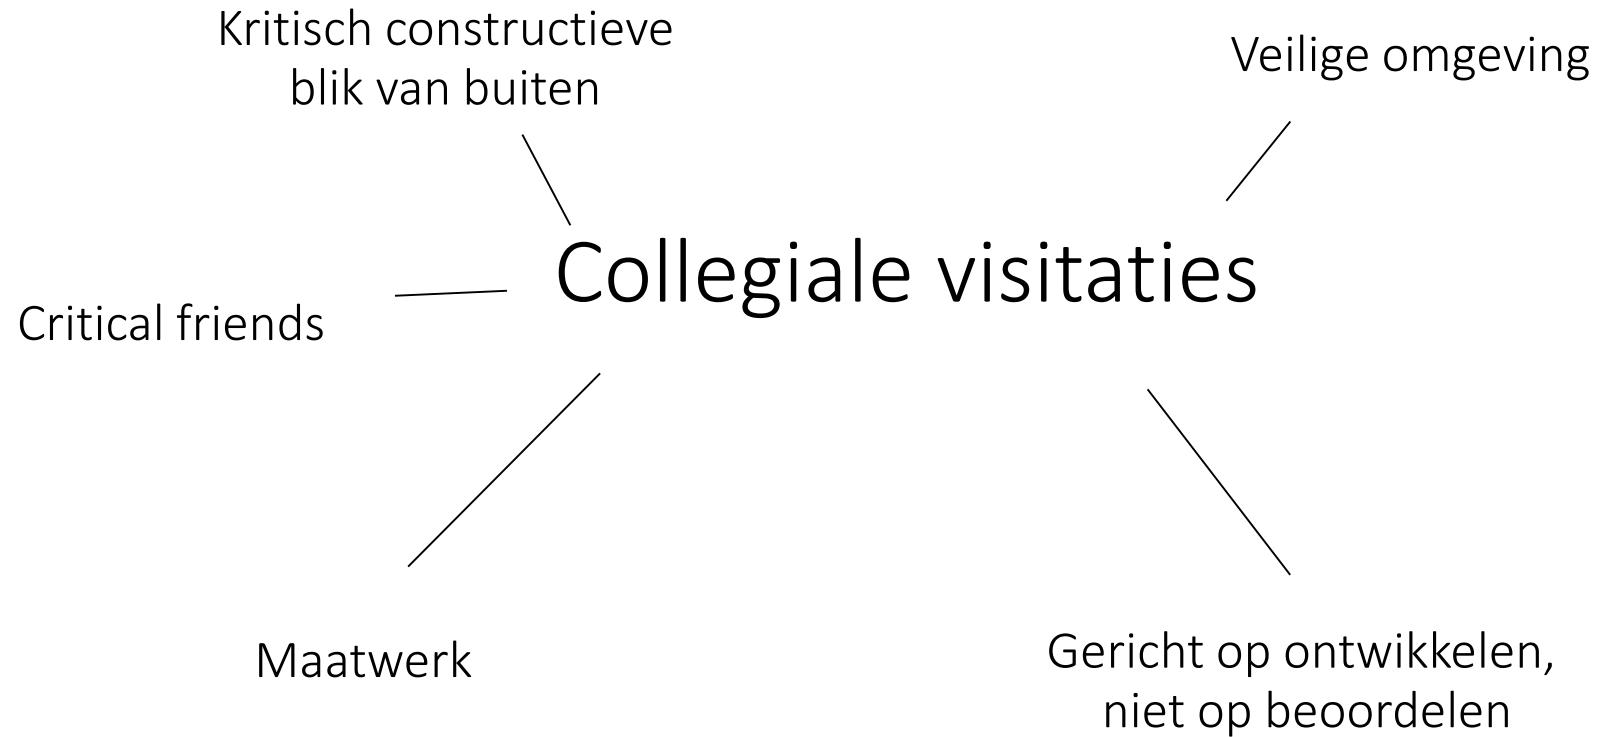 Kritisch constructieve
blik van buiten
Veilige omgeving
Collegiale visitaties
Critical friends
Maatwerk
Gericht op ontwikkelen,
niet op beoordelen